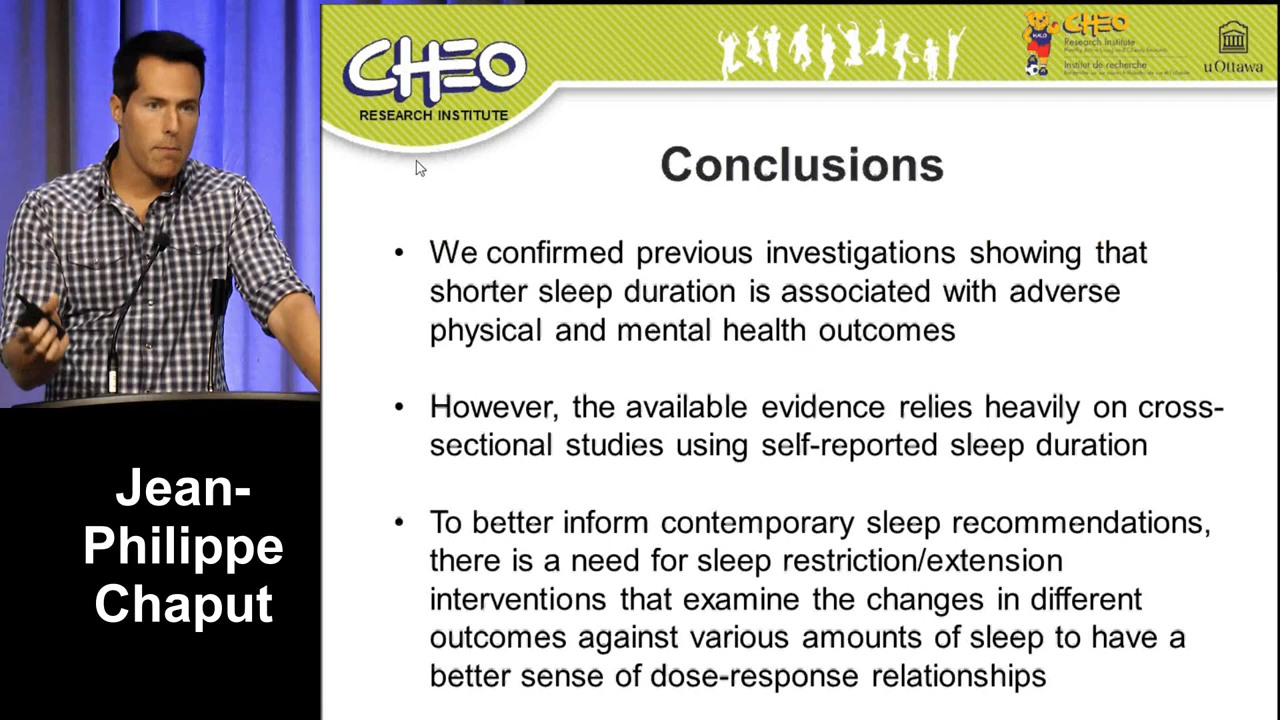 CHEO
RESEARCH INSTITUTE
CHEO
Research Institute
Institut de recherche
uOttawa
Conclusions
• We confirmed previous investigations showing that
shorter sleep duration is associated with adverse
physical and mental health outcomes
• However, the available evidence relies heavily on cross-
sectional studies using self-reported sleep duration
• To better inform contemporary sleep recommendations,
there is a need for sleep restriction/extension
interventions that examine the changes in different
outcomes against various amounts of sleep to have a
better sense of dose-response relationships
Jean-
Philippe
Chaput